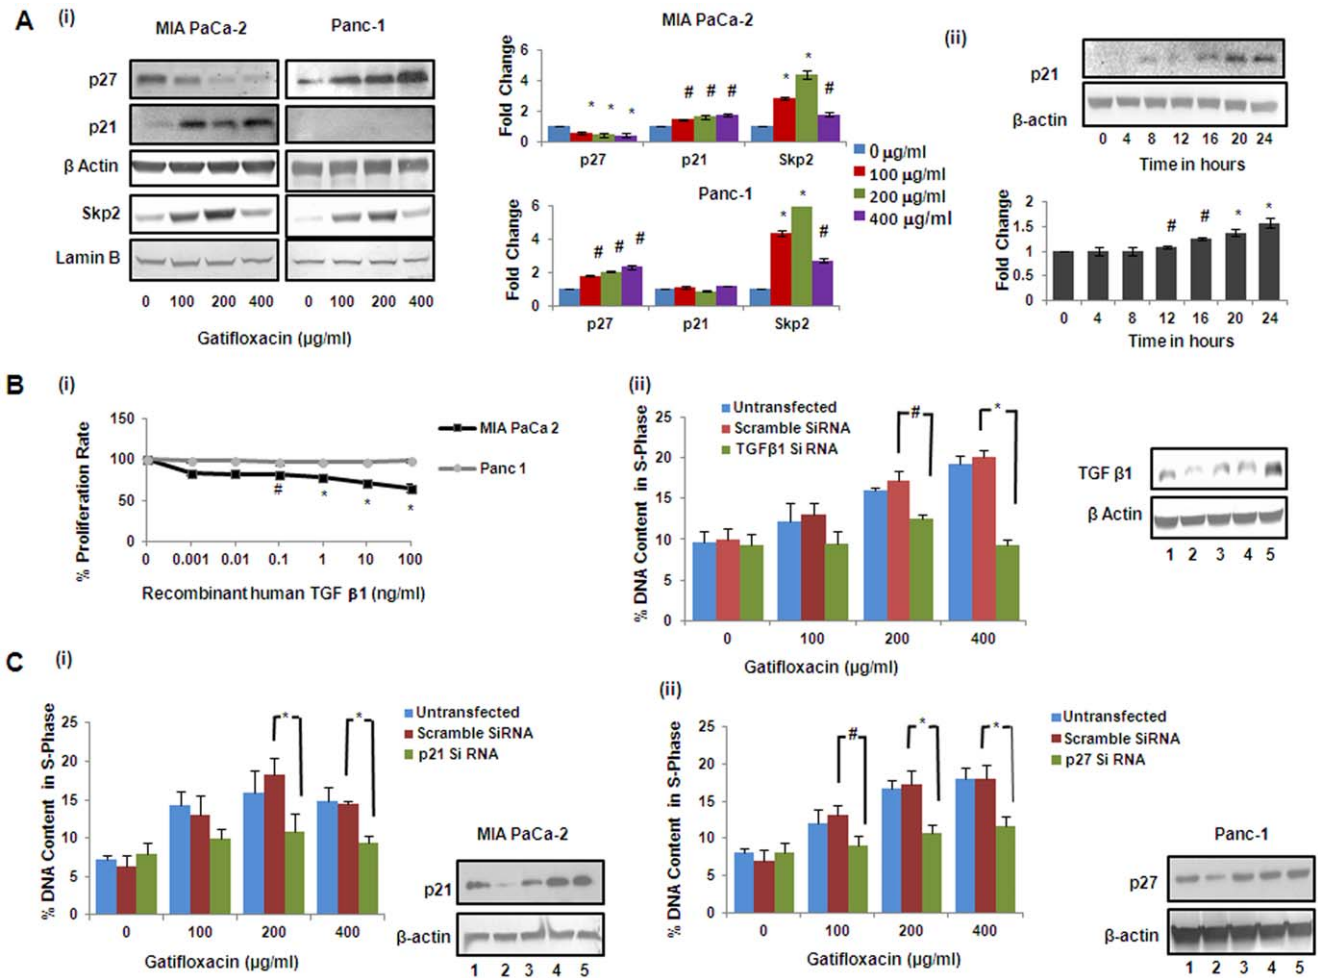 A (i)
MIA PaCa-2 Panc-1
p27
p21
β Actin
Skp2
Lamin B
0 100 200 400 0 100 200 400
Gatifloxacin (µg/ml)
MIA PaCa-2
Fold Change
6
4
2
0
* * * # # # * * #
p27 p21 Skp2
0 µg/ml
100 µg/ml
200 µg/ml
400 µg/ml
Panc-1
Fold Change
6
4
2
0
# # # * * #
p27 p21 Skp2
(ii)
p21
β-actin
0 4 8 12 16 20 24
Time in hours
Fold Change
2
1.5
1
0.5
0
# # * *
0 4 8 12 16 20 24
Time in hours
B (i)
% Proliferation Rate
150
100
50
0
# * * *
0 0.001 0.01 0.1 1 10 100
Recombinant human TGF β1 (ng/ml)
MIA PaCa 2
Panc 1
(ii)
% DNA Content in S-Phase
25
20
15
10
5
0
Untransfected
Scramble SiRNA
TGFβ1 Si RNA
# *
0 100 200 400
Gatifloxacin (µg/ml)
TGF β1
β Actin
1 2 3 4 5
C (i)
% DNA Content in S-Phase
25
20
15
10
5
0
* *
0 100 200 400
Gatifloxacin (µg/ml)
Untransfected
Scramble SiRNA
p21 Si RNA
MIA PaCa-2
p21
β-actin
1 2 3 4 5
(ii)
% DNA Content in S-Phase
25
20
15
10
5
0
# * *
0 100 200 400
Gatifloxacin (µg/ml)
Untransfected
Scramble SiRNA
p27 Si RNA
Panc-1
p27
β-actin
1 2 3 4 5